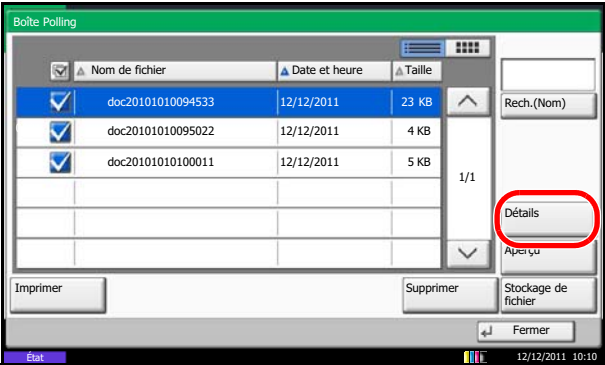 Boîte Polling
Nom de fichier Date et heure Taille
doc20101010094533 12/12/2011 23 KB
Rech.(Nom)
doc20101010095022 12/12/2011 4 KB
doc20101010100011 12/12/2011 5 KB
1/1
Détails
Aperçu
Imprimer Supprimer Stockage de
fichier
Fermer
État 12/12/2011 10:10